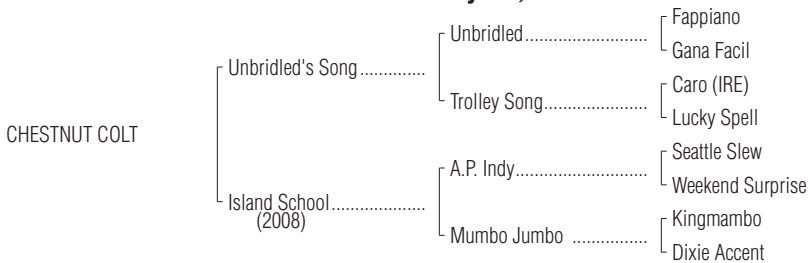 Fappiano
Unbridled......................
Gana Facil
Unbridled's Song..............
Caro (IRE)
Trolley Song...................
Lucky Spell
CHESTNUT COLT
Seattle Slew
A.P. Indy........................
Weekend Surprise
Island School....................
(2008)
Kingmambo
Mumbo Jumbo ................
Dixie Accent